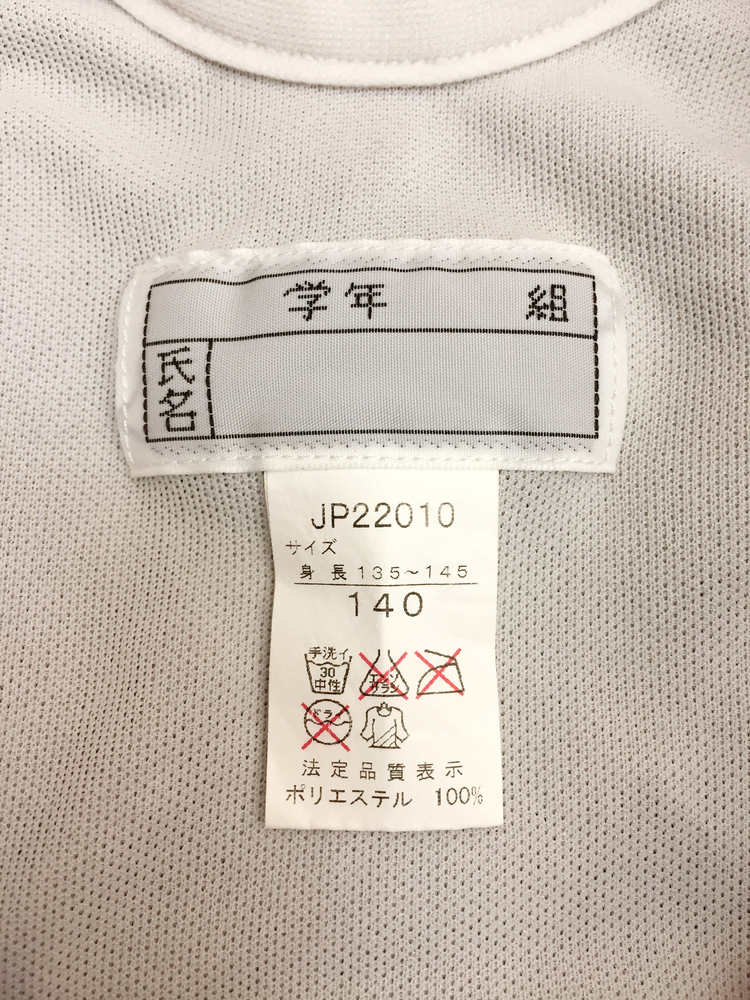 学年 組
氏名
JP22010
サイズ
身長135～145
140
手洗イ
30
中性
エンソ
サラシ
ドライ
法定品質表示
ポリエステル 100%